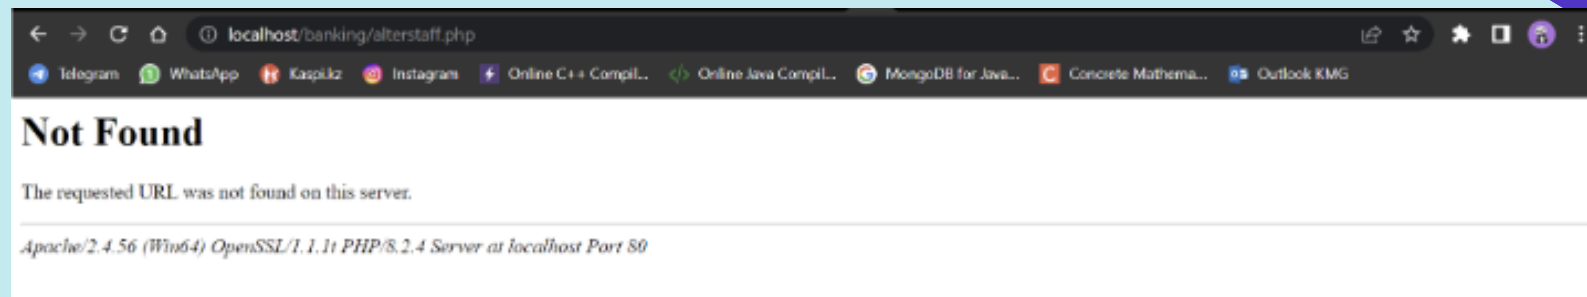 localhost/banking/alterstaff.php
Telegram WhatsApp Kaspi.kz Instagram Online C++ Compil... Online Java Compil... MongoDB for Java... Concrete Mathema... Outlook KMG
Not Found
The requested URL was not found on this server.
Apache/2.4.56 (Win64) OpenSSL/1.1.1t PHP/8.2.4 Server at localhost Port 80